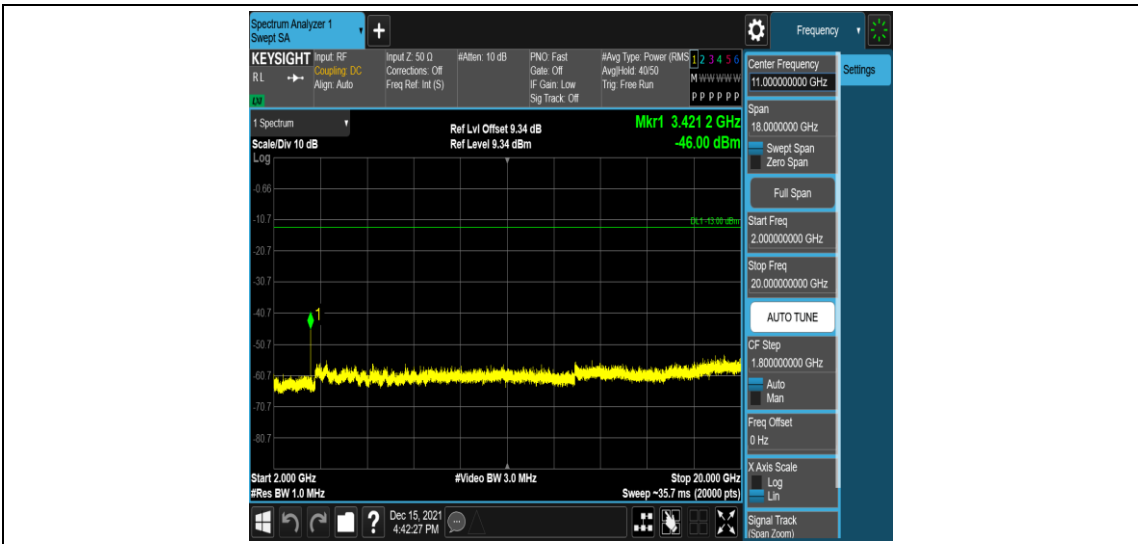 Spectrum Analyzer 1
Swept SA
Frequency
KEYSIGHT
RL
LXI
Input: RF
Coupling: DC
Align: Auto
Input Z: 50 Ω
Corrections: Off
Freq Ref: Int (S)
#Atten: 10 dB
PNO: Fast
Gate: Off
IF Gain: Low
Sig Track: Off
#Avg Type: Power (RMS
Avg|Hold: 40/50
Trig: Free Run
1 2 3 4 5 6
M W W W W W
P P P P P P
1 Spectrum
Scale/Div 10 dB
Log
Ref Lvl Offset 9.34 dB
Ref Level 9.34 dBm
Mkr1 3.421 2 GHz
-46.00 dBm
-0.66
-10.7
DL1 -13.00 dBm
-20.7
-30.7
-40.7
1
-50.7
-60.7
-70.7
-80.7
Start 2.000 GHz
#Res BW 1.0 MHz
#Video BW 3.0 MHz
Stop 20.000 GHz
Sweep ~35.7 ms (20000 pts)
Dec 15, 2021
4:42:27 PM
Center Frequency
11.000000000 GHz
Settings
Span
18.0000000 GHz
Swept Span
Zero Span
Full Span
Start Freq
2.000000000 GHz
Stop Freq
20.000000000 GHz
AUTO TUNE
CF Step
1.800000000 GHz
Auto
Man
Freq Offset
0 Hz
X Axis Scale
Log
Lin
Signal Track
(Span Zoom)